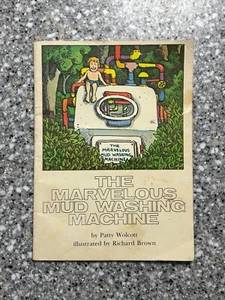 THE
MARVELOUS
MUD WASHING
MACHINE
THE
MARVELOUS
MUD WASHING
MACHINE
by Patty Wolcott
illustrated by Richard Brown